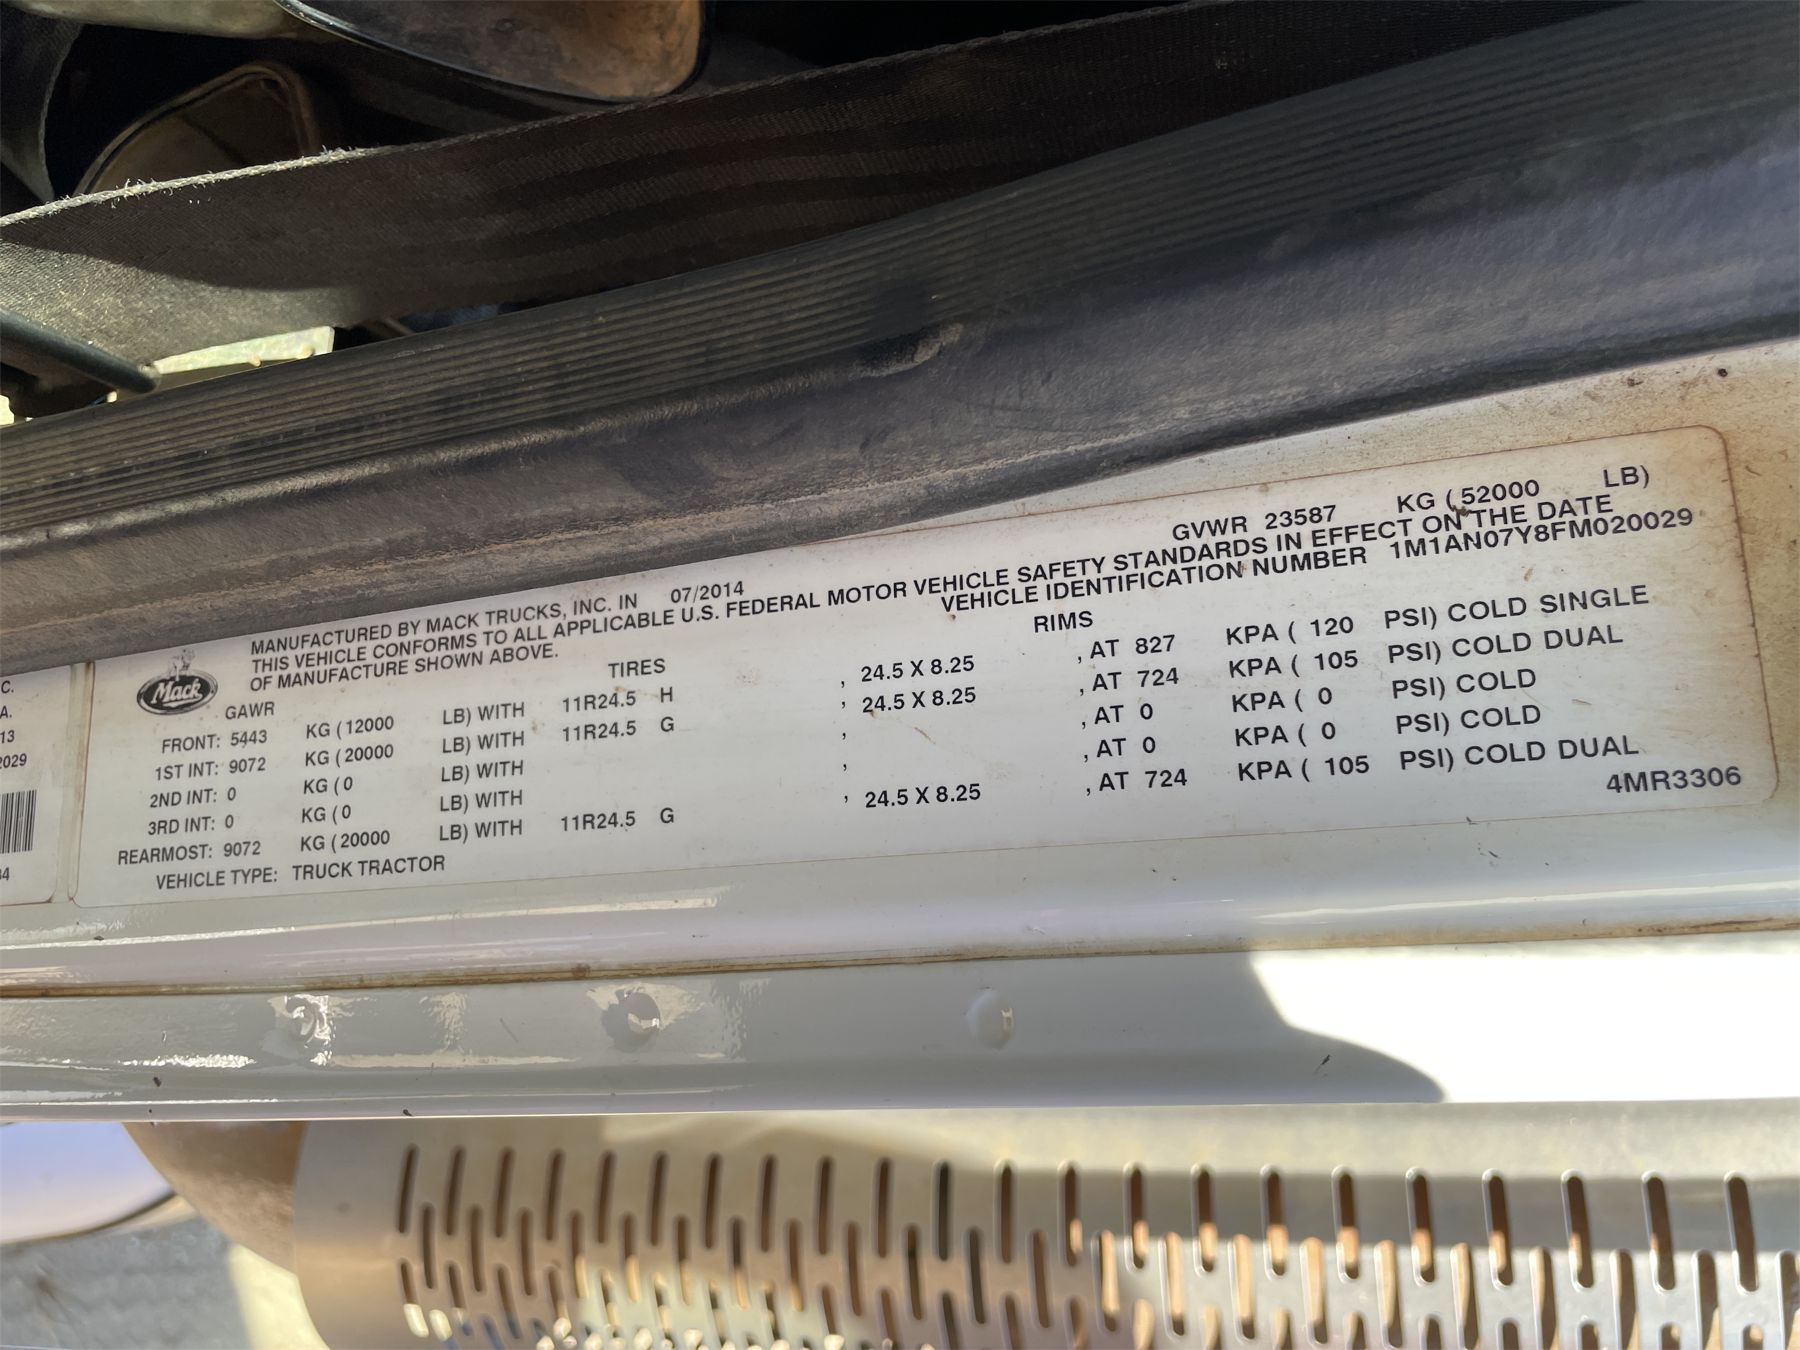 GVWR 23587 KG ( 52000 LB)
MANUFACTURED BY MACK TRUCKS, INC. IN 07/2014
THIS VEHICLE CONFORMS TO ALL APPLICABLE U.S. FEDERAL MOTOR VEHICLE SAFETY STANDARDS IN EFFECT ON THE DATE
OF MANUFACTURE SHOWN ABOVE. VEHICLE IDENTIFICATION NUMBER 1M1AN07Y8FM020029
Mack
GAWR TIRES RIMS
FRONT: 5443 KG ( 12000 LB) WITH 11R24.5 H , 24.5 X 8.25 , AT 827 KPA ( 120 PSI) COLD SINGLE
1ST INT: 9072 KG ( 20000 LB) WITH 11R24.5 G , 24.5 X 8.25 , AT 724 KPA ( 105 PSI) COLD DUAL
2ND INT: 0 KG ( 0 LB) WITH , , AT 0 KPA ( 0 PSI) COLD
3RD INT: 0 KG ( 0 LB) WITH , , AT 0 KPA ( 0 PSI) COLD
REARMOST: 9072 KG ( 20000 LB) WITH 11R24.5 G , 24.5 X 8.25 , AT 724 KPA ( 105 PSI) COLD DUAL
VEHICLE TYPE: TRUCK TRACTOR 4MR3306
C.
A.
13
2029